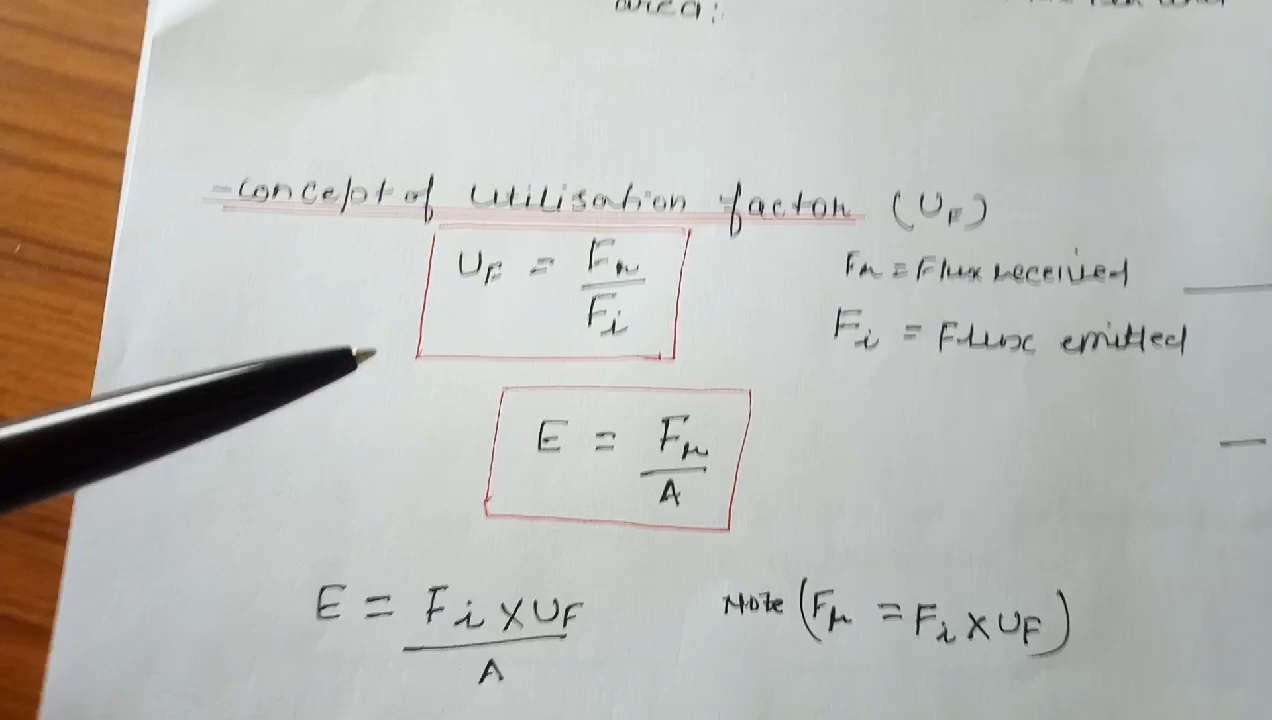 area:
-concept of utilisation factor (UF)
UF = Fr / Fi
Fr = Flux received
Fi = Flux emitted
E = Fr / A
E = Fi x UF / A
Note (Fr = Fi x UF)